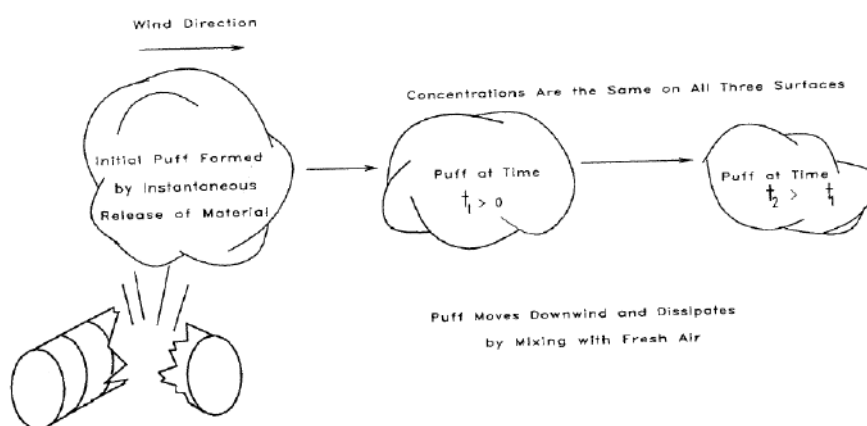 Wind Direction
Concentrations Are the Same on All Three Surfaces
Initial Puff Formed
by Instantaneous
Release of Material
Puff at Time
t₁ > 0
Puff at Time
t₂ > t₁
Puff Moves Downwind and Dissipates
by Mixing with Fresh Air